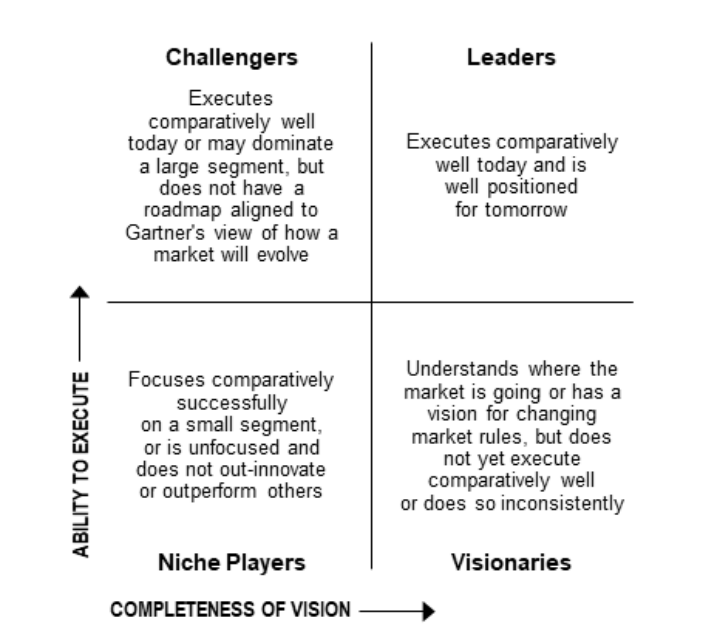 Challengers
Executes
comparatively well
today or may dominate
a large segment, but
does not have a
roadmap aligned to
Gartner's view of how a
market will evolve
Leaders
Executes comparatively
well today and is
well positioned
for tomorrow
ABILITY TO EXECUTE
Focuses comparatively
successfully
on a small segment,
or is unfocused and
does not out-innovate
or outperform others
Niche Players
Understands where the
market is going or has a
vision for changing
market rules, but does
not yet execute
comparatively well
or does so inconsistently
Visionaries
COMPLETENESS OF VISION